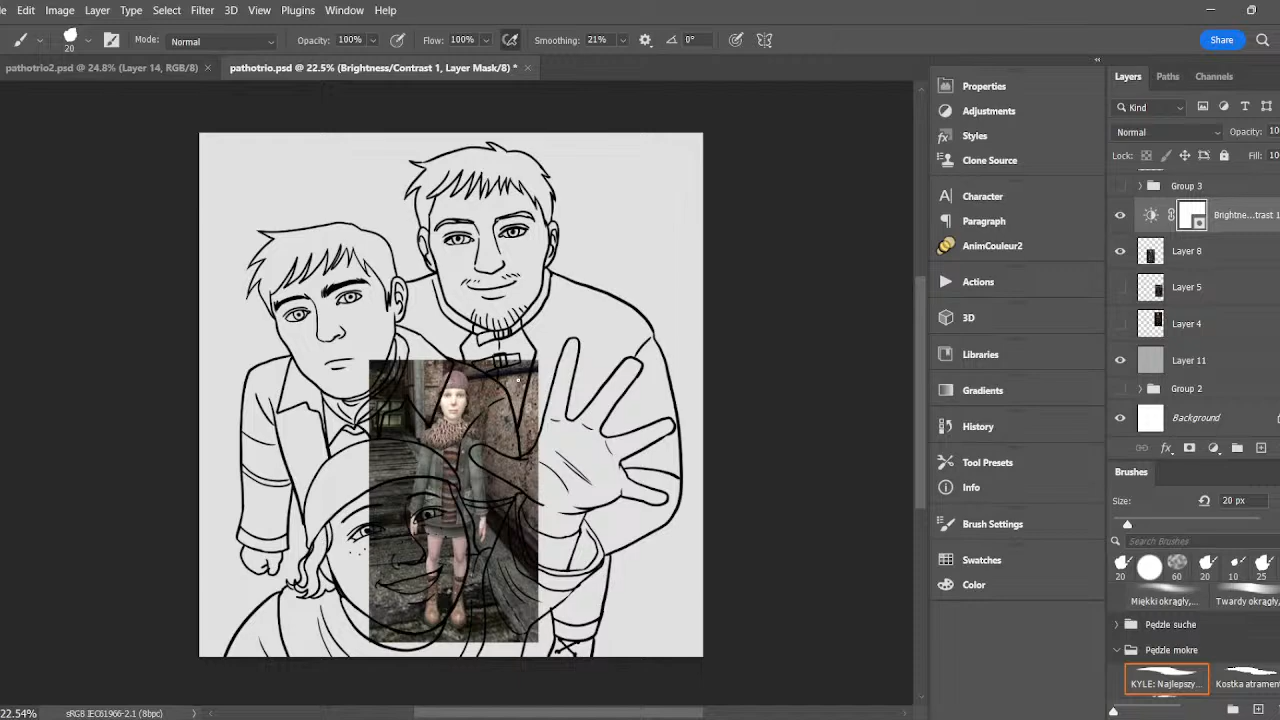 Edit Image Layer Type Select Filter 3D View Plugins Window Help
20 Mode: Normal Opacity: 100% Flow: 100% Smoothing: 21% 0° Share
pathotrio2.psd @ 24.8% (Layer 14, RGB/8) × pathotrio.psd @ 22.5% (Brightness/Contrast 1, Layer Mask/8) * ×
Properties
Adjustments
Styles
Clone Source
Character
Paragraph
AnimCouleur2
Actions
3D
Libraries
Gradients
History
Tool Presets
Info
Brush Settings
Swatches
Color
Layers Paths Channels
Kind
Normal Opacity: 10
Lock: Fill: 10
Group 3
Brightne...trast 1
Layer 8
Layer 5
Layer 4
Layer 11
Group 2
Background
fx
Brushes
Size: 20 px
Search Brushes
20 60 20 10 25
Miękki okrągły,... Twardy okrągły,
Pędzle suche
Pędzle mokre
KYLE: Najlepszy... Kostka atrament
22.54% sRGB IEC61966-2.1 (8bpc)